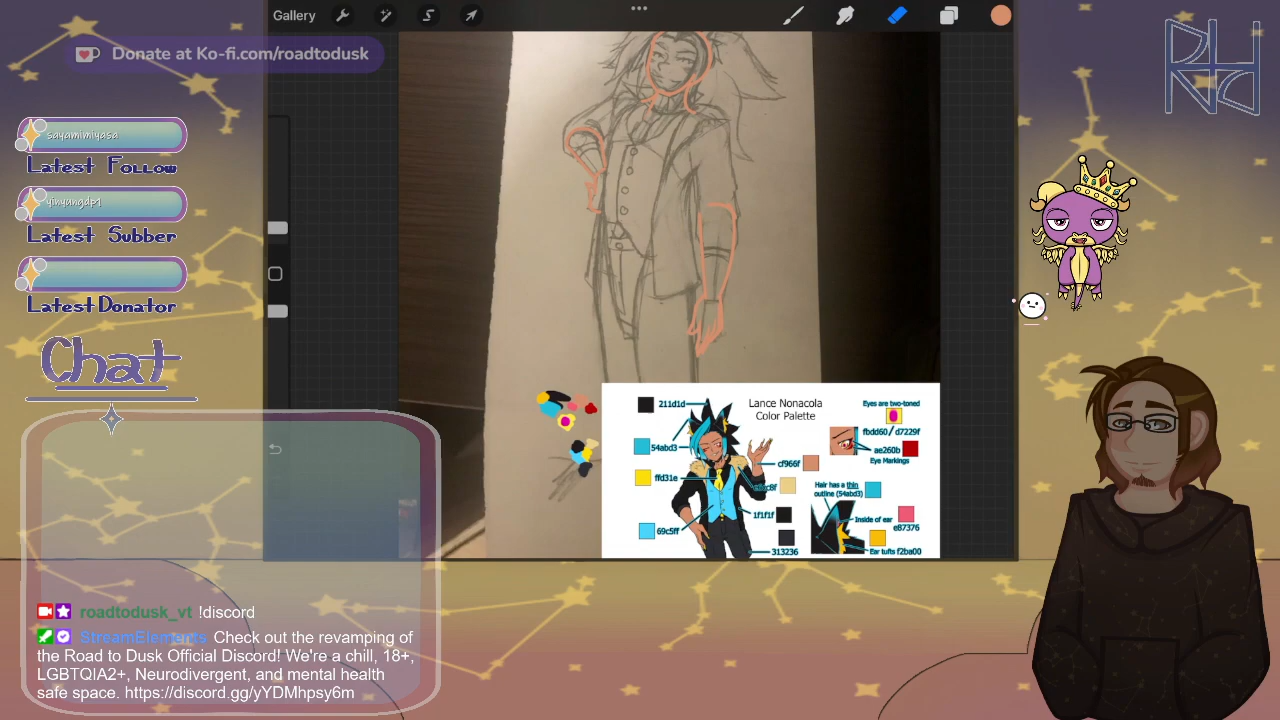 Gallery
Donate at Ko-fi.com/roadtodusk
sayamimiyasa
Latest Follow
yinyangdp1
Latest Subber
Latest Donator
Chat
roadtodusk_vt !discord
StreamElements Check out the revamping of
the Road to Dusk Official Discord! We're a chill, 18+,
LGBTQIA2+, Neurodivergent, and mental health
safe space. https://discord.gg/yYDMhpsy6m
Lance Nonacola
Color Palette
211d1d
54abd3
ffd31e
69c5ff
cf966f
1f1f1f
313236
Eyes are two-toned
fbdd60 / d7229f
ae260b
Eye Markings
Hair has a thin
outline (54abd3)
Inside of ear
e87376
Ear tufts f2ba00